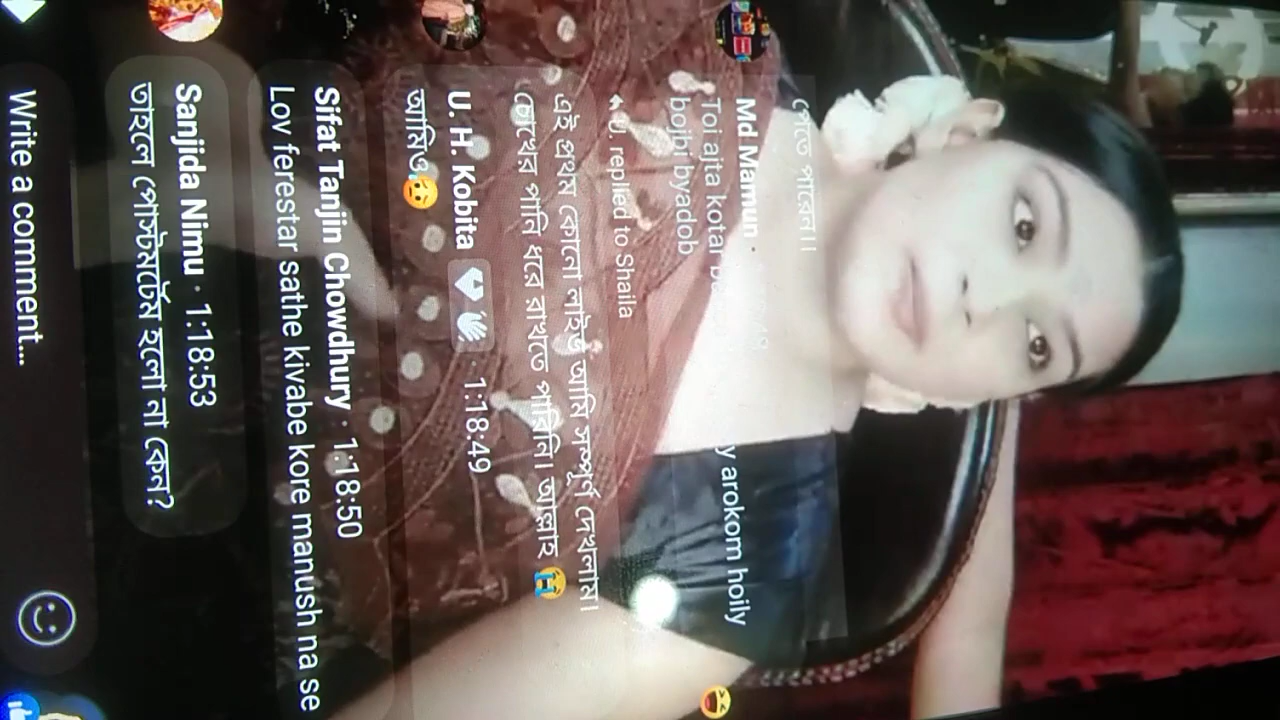 পেতে পারেন।
Md Mamun ·
Toi ajta kotai y arokom hoily
bojbi byadob
U. replied to Shaila
এই প্রথম কোনো লাইভ আমি সম্পূর্ণ দেখলাম।
চোখের পানি ধরে রাখতে পারিনি। আল্লাহ 😭
U. H. Kobita · 1:18:49
আমিও😢
Sifat Tanjin Chowdhury · 1:18:50
Lov ferestar sathe kivabe kore manush na se
Sanjida Nimu · 1:18:53
তাহলে পোস্টমর্টেম হলো না কেন?
Write a comment...